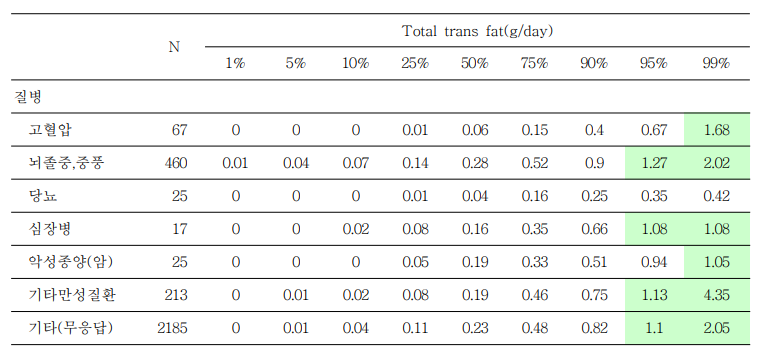 Total trans fat(g/day)
N
1% 5% 10% 25% 50% 75% 90% 95% 99%
질병
고혈압 67 0 0 0 0.01 0.06 0.15 0.4 0.67 1.68
뇌졸중,중풍 460 0.01 0.04 0.07 0.14 0.28 0.52 0.9 1.27 2.02
당뇨 25 0 0 0 0.01 0.04 0.16 0.25 0.35 0.42
심장병 17 0 0 0.02 0.08 0.16 0.35 0.66 1.08 1.08
악성종양(암) 25 0 0 0 0.05 0.19 0.33 0.51 0.94 1.05
기타만성질환 213 0 0.01 0.02 0.08 0.19 0.46 0.75 1.13 4.35
기타(무응답) 2185 0 0.01 0.04 0.11 0.23 0.48 0.82 1.1 2.05